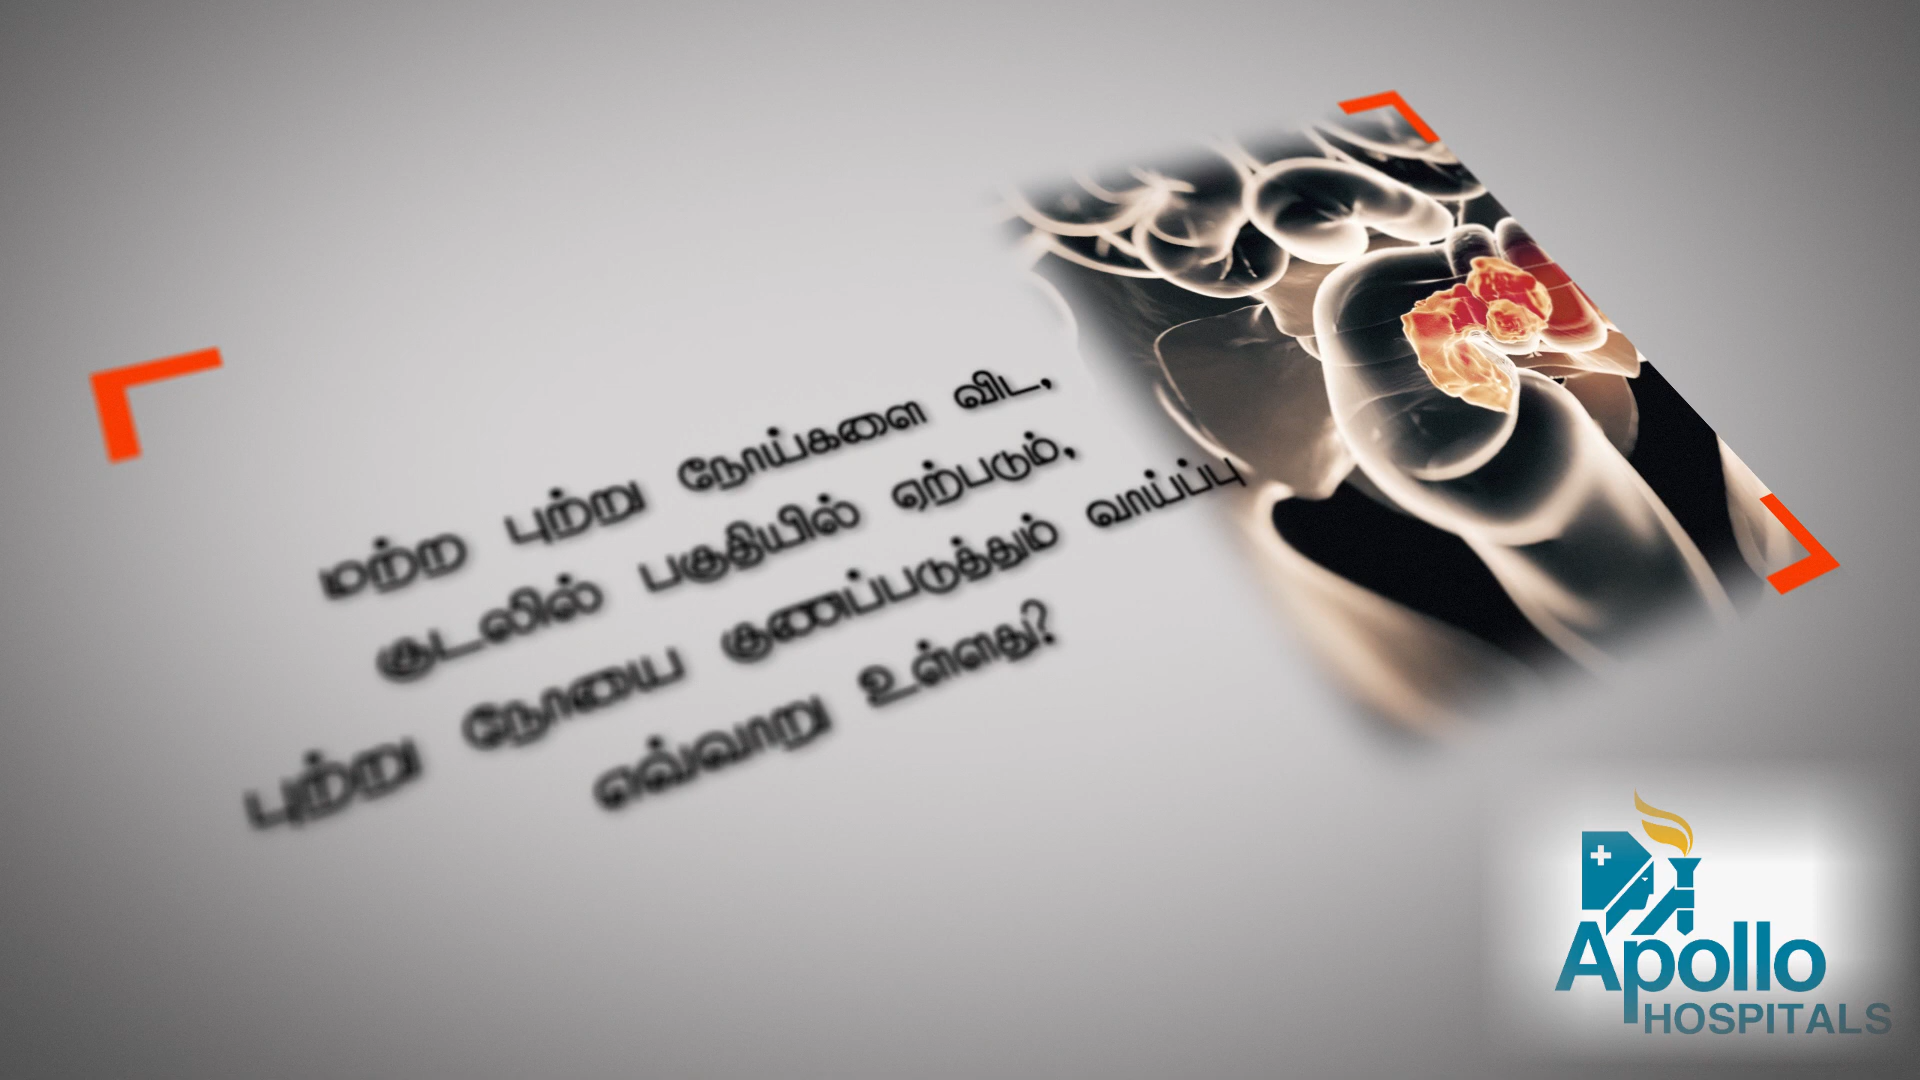 மற்ற புற்று நோய்களை விட,
குடலில் பகுதியில் ஏற்படும்,
புற்று நோயை குணப்படுத்தும் வாய்ப்பு
எவ்வாறு உள்ளது?
Apollo
HOSPITALS